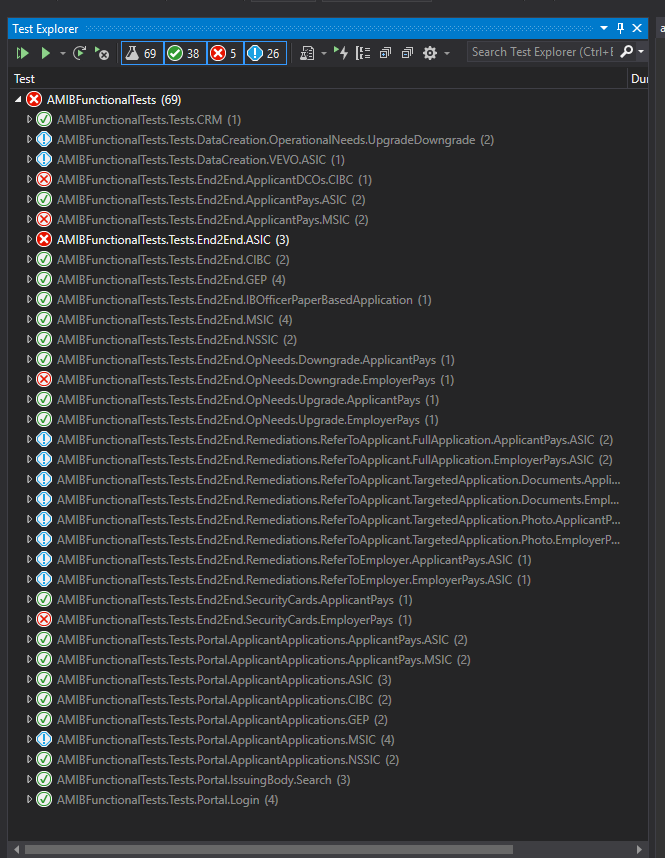 Test Explorer
69 38 5 26 Search Test Explorer (Ctrl+E
Test Dur
AMIBFunctionalTests (69)
AMIBFunctionalTests.Tests.CRM (1)
AMIBFunctionalTests.Tests.DataCreation.OperationalNeeds.UpgradeDowngrade (2)
AMIBFunctionalTests.Tests.DataCreation.VEVO.ASIC (1)
AMIBFunctionalTests.Tests.End2End.ApplicantDCOs.CIBC (1)
AMIBFunctionalTests.Tests.End2End.ApplicantPays.ASIC (2)
AMIBFunctionalTests.Tests.End2End.ApplicantPays.MSIC (2)
AMIBFunctionalTests.Tests.End2End.ASIC (3)
AMIBFunctionalTests.Tests.End2End.CIBC (2)
AMIBFunctionalTests.Tests.End2End.GEP (4)
AMIBFunctionalTests.Tests.End2End.IBOfficerPaperBasedApplication (1)
AMIBFunctionalTests.Tests.End2End.MSIC (4)
AMIBFunctionalTests.Tests.End2End.NSSIC (2)
AMIBFunctionalTests.Tests.End2End.OpNeeds.Downgrade.ApplicantPays (1)
AMIBFunctionalTests.Tests.End2End.OpNeeds.Downgrade.EmployerPays (1)
AMIBFunctionalTests.Tests.End2End.OpNeeds.Upgrade.ApplicantPays (1)
AMIBFunctionalTests.Tests.End2End.OpNeeds.Upgrade.EmployerPays (1)
AMIBFunctionalTests.Tests.End2End.Remediations.ReferToApplicant.FullApplication.ApplicantPays.ASIC (2)
AMIBFunctionalTests.Tests.End2End.Remediations.ReferToApplicant.FullApplication.EmployerPays.ASIC (2)
AMIBFunctionalTests.Tests.End2End.Remediations.ReferToApplicant.TargetedApplication.Documents.Appli...
AMIBFunctionalTests.Tests.End2End.Remediations.ReferToApplicant.TargetedApplication.Documents.Empl...
AMIBFunctionalTests.Tests.End2End.Remediations.ReferToApplicant.TargetedApplication.Photo.ApplicantP...
AMIBFunctionalTests.Tests.End2End.Remediations.ReferToApplicant.TargetedApplication.Photo.EmployerP...
AMIBFunctionalTests.Tests.End2End.Remediations.ReferToEmployer.ApplicantPays.ASIC (1)
AMIBFunctionalTests.Tests.End2End.Remediations.ReferToEmployer.EmployerPays.ASIC (1)
AMIBFunctionalTests.Tests.End2End.SecurityCards.ApplicantPays (1)
AMIBFunctionalTests.Tests.End2End.SecurityCards.EmployerPays (1)
AMIBFunctionalTests.Tests.Portal.ApplicantApplications.ApplicantPays.ASIC (2)
AMIBFunctionalTests.Tests.Portal.ApplicantApplications.ApplicantPays.MSIC (2)
AMIBFunctionalTests.Tests.Portal.ApplicantApplications.ASIC (3)
AMIBFunctionalTests.Tests.Portal.ApplicantApplications.CIBC (2)
AMIBFunctionalTests.Tests.Portal.ApplicantApplications.GEP (2)
AMIBFunctionalTests.Tests.Portal.ApplicantApplications.MSIC (4)
AMIBFunctionalTests.Tests.Portal.ApplicantApplications.NSSIC (2)
AMIBFunctionalTests.Tests.Portal.IssuingBody.Search (3)
AMIBFunctionalTests.Tests.Portal.Login (4)